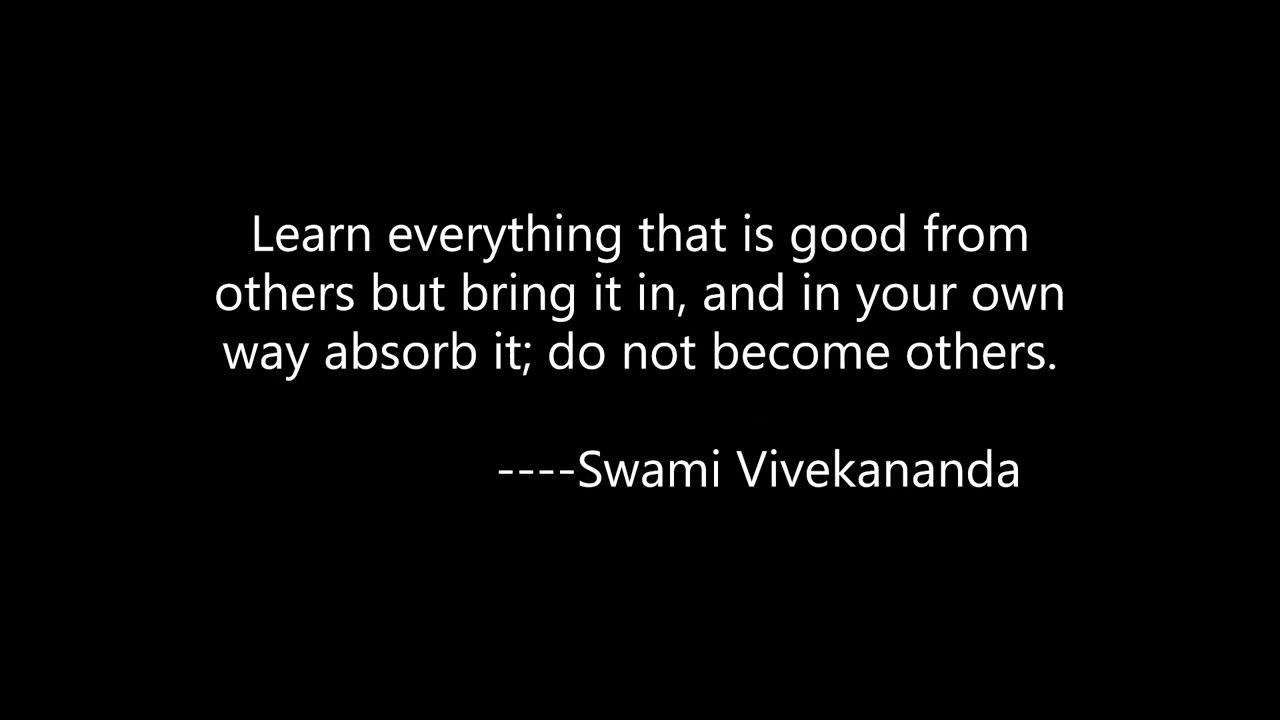 Learn everything that is good from
others but bring it in, and in your own
way absorb it; do not become others.
----Swami Vivekananda